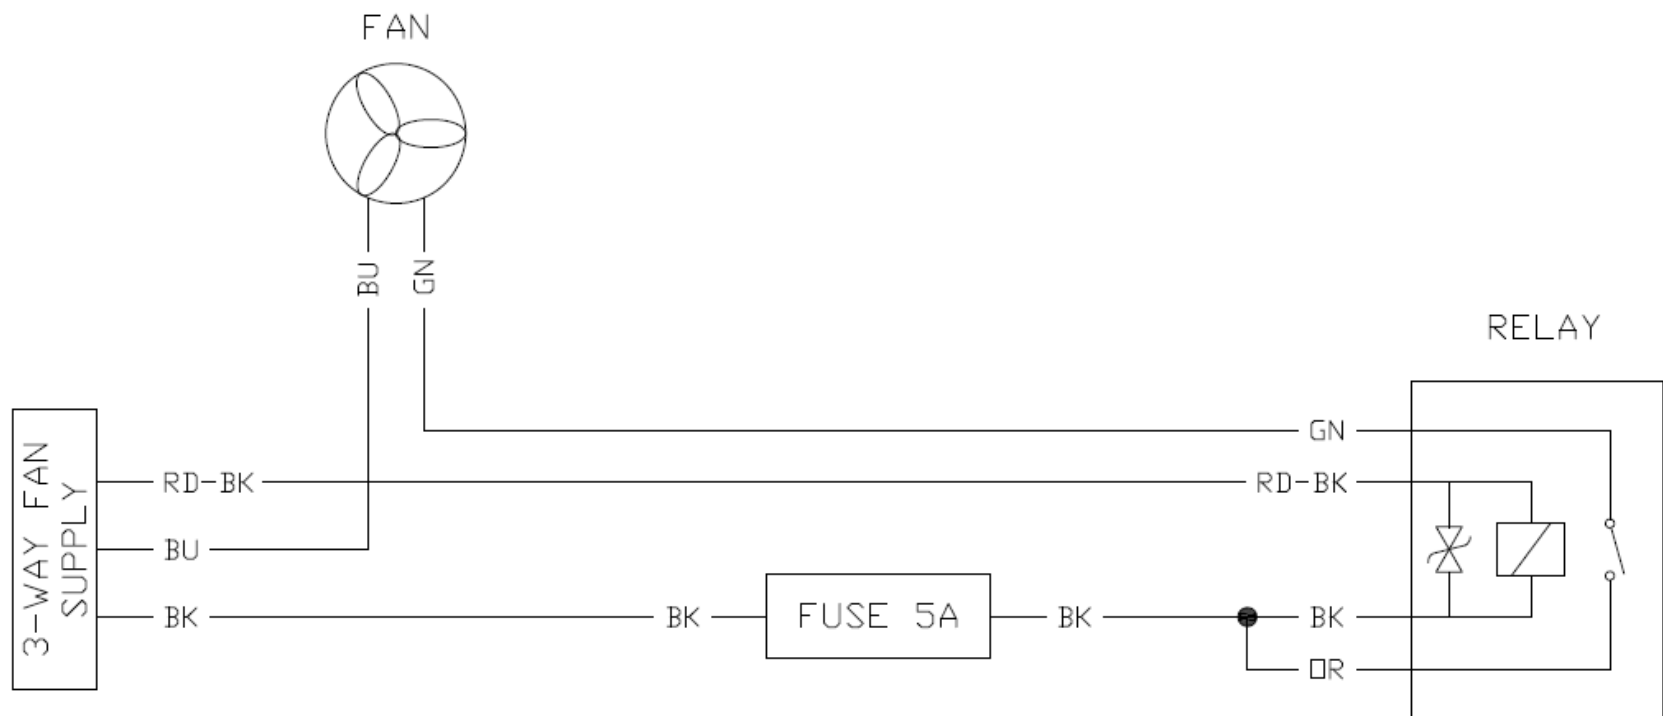 FAN
BU
GN
RELAY
GN
3-WAY FAN
SUPPLY
RD-BK
RD-BK
BU
BK
BK
FUSE 5A
BK
BK
OR